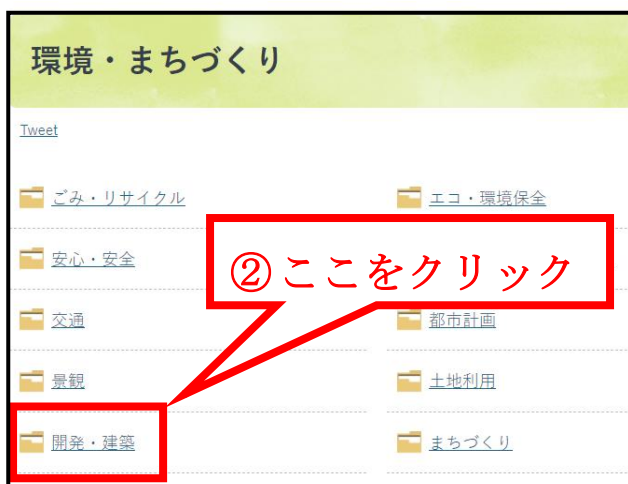 環境・まちづくり
Tweet
ごみ・リサイクル
エコ・環境保全
安心・安全
②ここをクリック
交通
都市計画
景観
土地利用
開発・建築
まちづくり